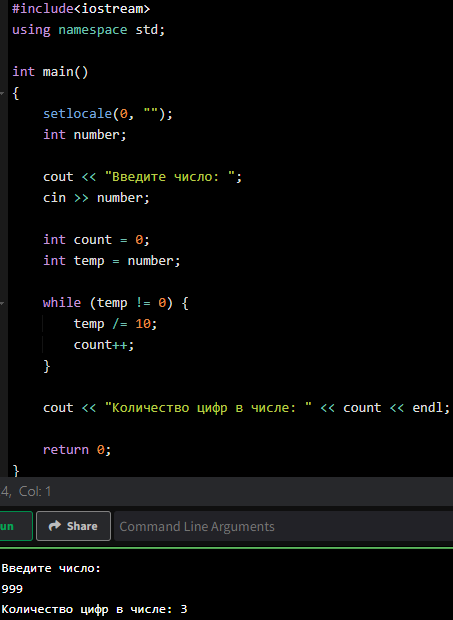 #include<iostream>
using namespace std;
int main()
{
setlocale(0, "");
int number;
cout << "Введите число: ";
cin >> number;
int count = 0;
int temp = number;
while (temp != 0) {
temp /= 10;
count++;
}
cout << "Количество цифр в числе: " << count << endl;
return 0;
}
4, Col: 1
un Share Command Line Arguments
Введите число:
999
Количество цифр в числе: 3